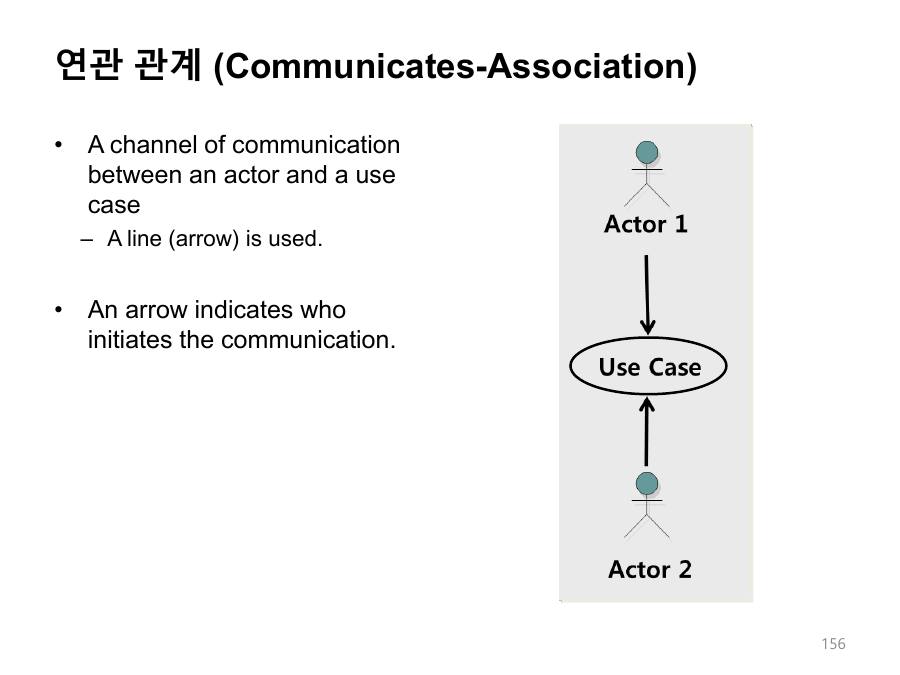 연관 관계 (Communicates-Association)
• A channel of communication
between an actor and a use
case
– A line (arrow) is used.
• An arrow indicates who
initiates the communication.
Actor 1
Use Case
Actor 2
156